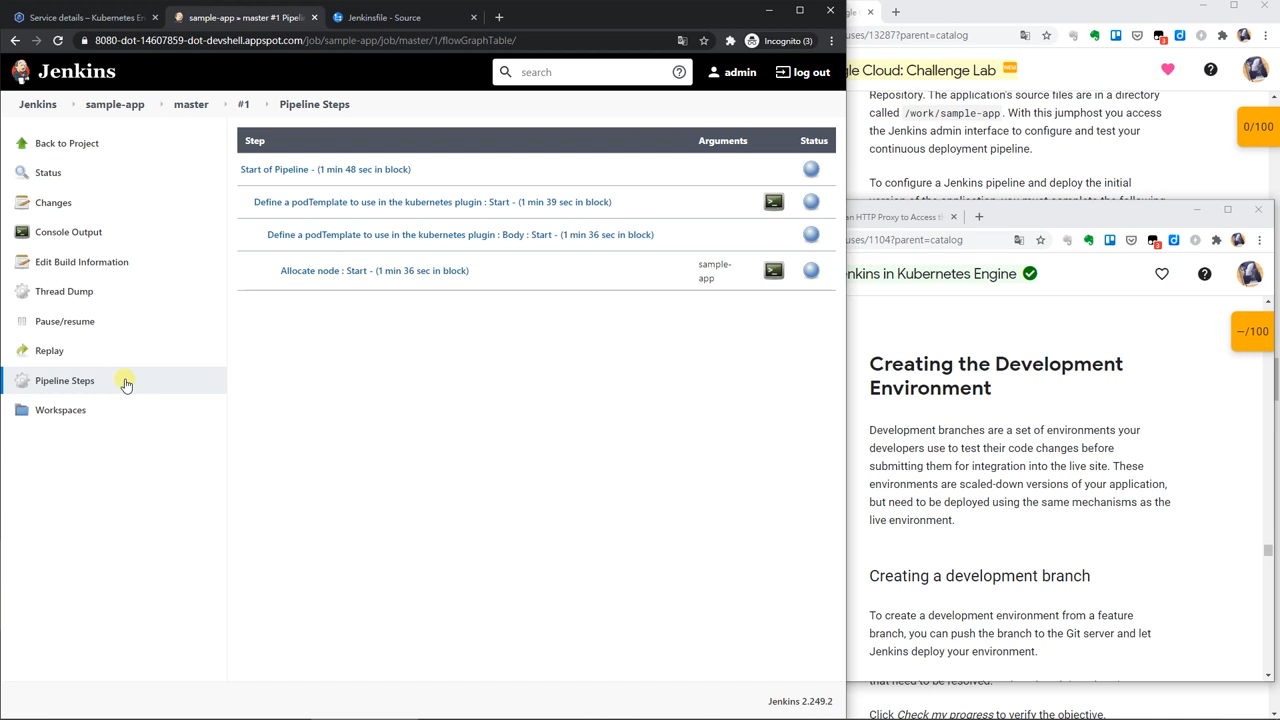 Service details – Kubernetes En
sample-app » master #1 Pipelin
Jenkinsfile - Source
8080-dot-14607859-dot-devshell.appspot.com/job/sample-app/job/master/1/flowGraphTable/
Incognito (3)
Jenkins
search
admin
log out
Jenkins
sample-app
master
#1
Pipeline Steps
Back to Project
Status
Changes
Console Output
Edit Build Information
Thread Dump
Pause/resume
Replay
Pipeline Steps
Workspaces
Step Arguments Status
Start of Pipeline - (1 min 48 sec in block)
Define a podTemplate to use in the kubernetes plugin : Start - (1 min 39 sec in block)
Define a podTemplate to use in the kubernetes plugin : Body : Start - (1 min 36 sec in block)
Allocate node : Start - (1 min 36 sec in block)
sample-
app
Jenkins 2.249.2
uses/13287?parent=catalog
3
gle Cloud: Challenge Lab
NEW
Repository. The application's source files are in a directory
called /work/sample-app. With this jumphost you access
the Jenkins admin interface to configure and test your
continuous deployment pipeline.
0/100
To configure a Jenkins pipeline and deploy the initial
an HTTP Proxy to Access th
uses/1104?parent=catalog
3
enkins in Kubernetes Engine
–/100
Creating the Development
Environment
Development branches are a set of environments your
developers use to test their code changes before
submitting them for integration into the live site. These
environments are scaled-down versions of your application,
but need to be deployed using the same mechanisms as the
live environment.
Creating a development branch
To create a development environment from a feature
branch, you can push the branch to the Git server and let
Jenkins deploy your environment.
that need to be resolved.
Click Check my progress to verify the objective.